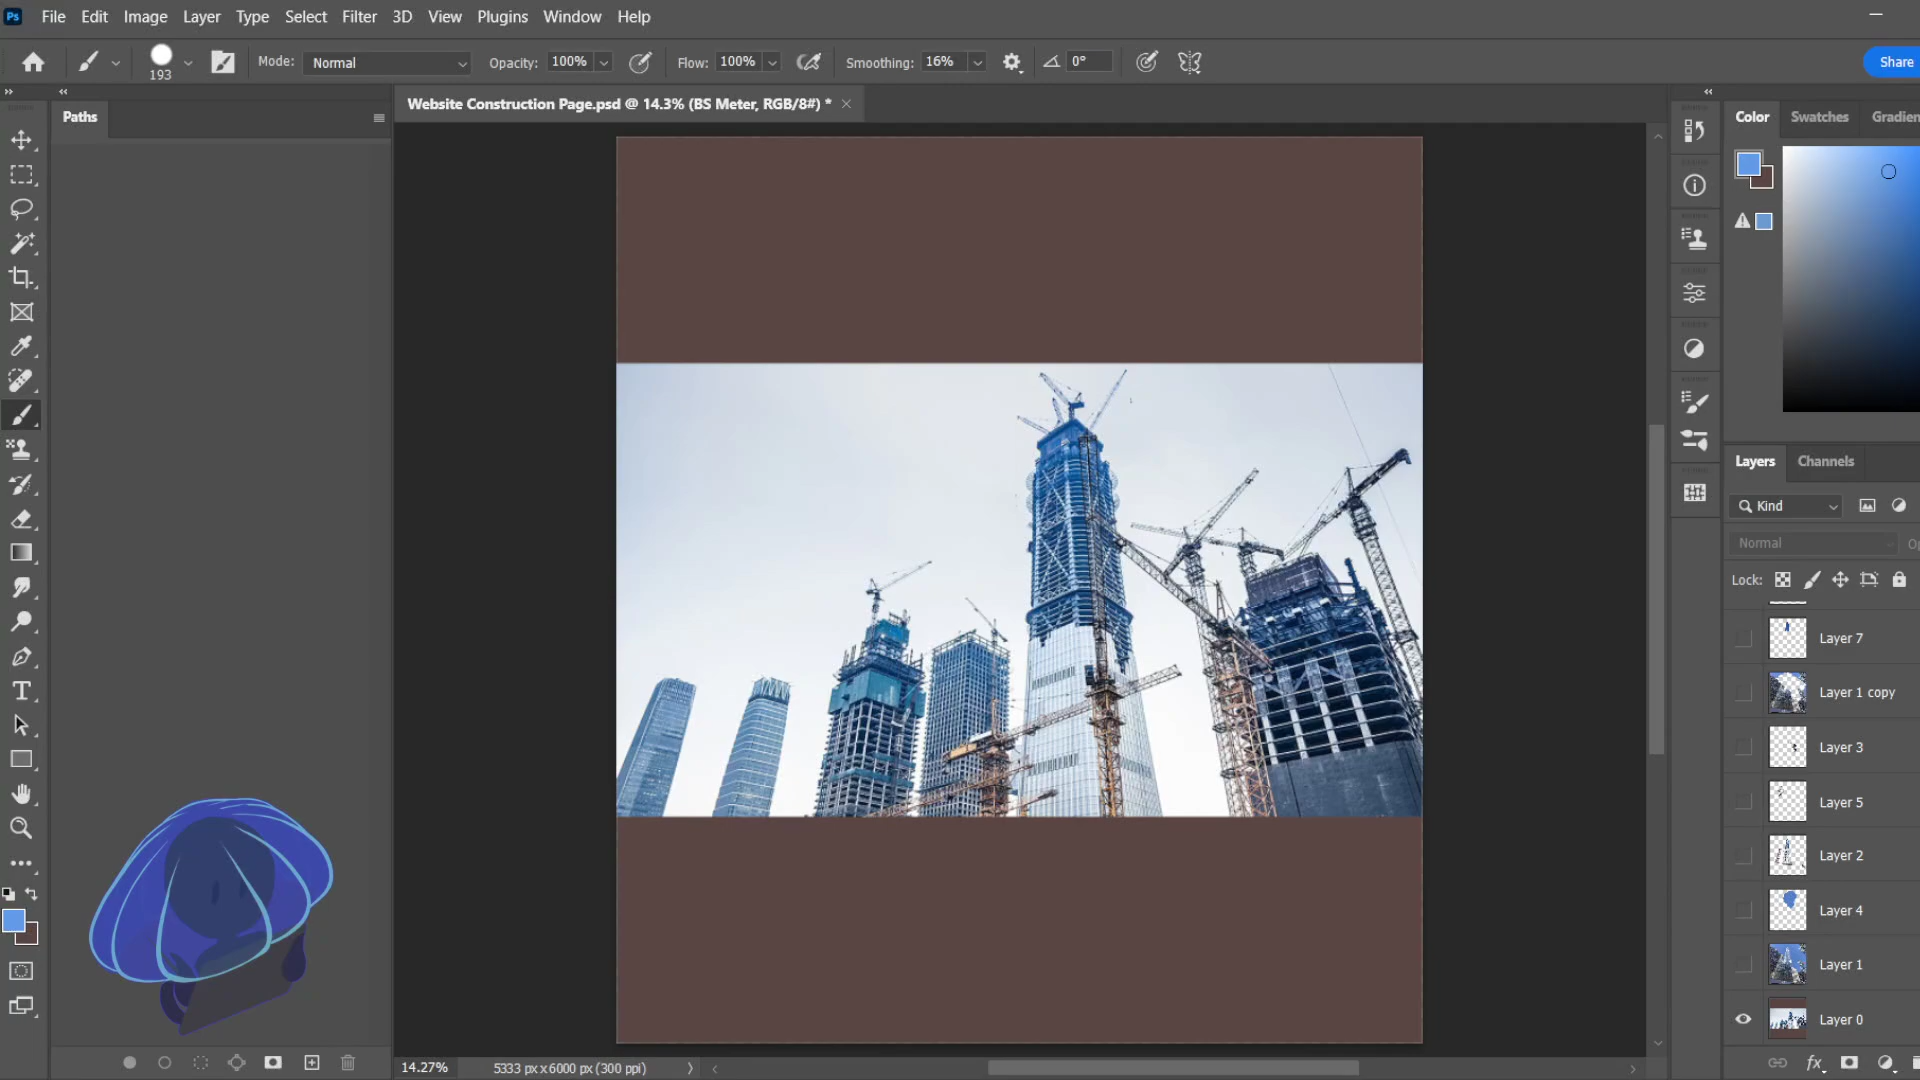 Ps File Edit Image Layer Type Select Filter 3D View Plugins Window Help
193 Mode: Normal Opacity: 100% Flow: 100% Smoothing: 16% 0° Share
Paths
Website Construction Page.psd @ 14.3% (BS Meter, RGB/8#) *
Color Swatches Gradien
Layers Channels
Kind
Normal Op
Lock:
Layer 7
Layer 1 copy
Layer 3
Layer 5
Layer 2
Layer 4
Layer 1
Layer 0
fx
14.27% 5333 px x 6000 px (300 ppi)